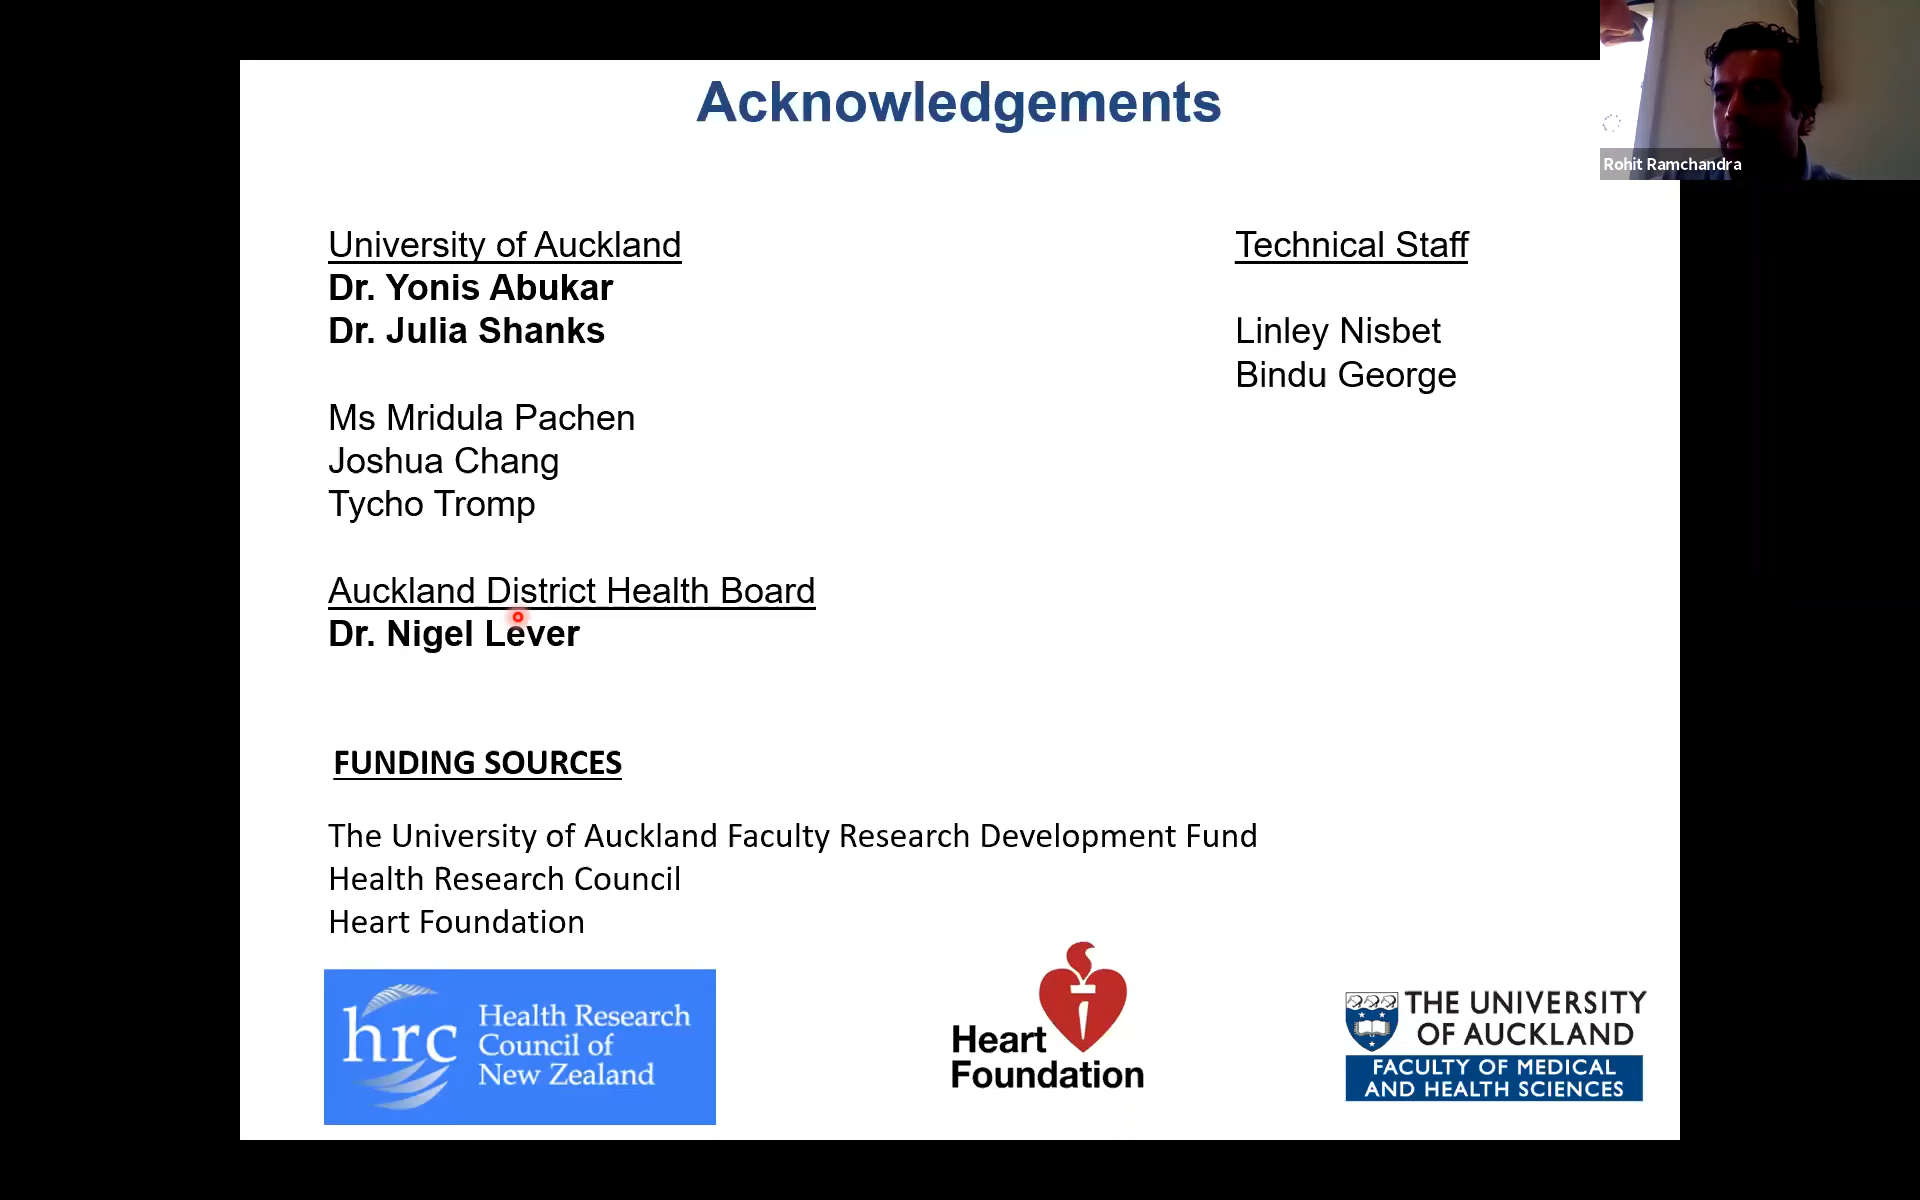 Acknowledgements
Rohit Ramchandra
University of Auckland
Dr. Yonis Abukar
Dr. Julia Shanks
Ms Mridula Pachen
Joshua Chang
Tycho Tromp
Auckland District Health Board
Dr. Nigel Lever
Technical Staff
Linley Nisbet
Bindu George
FUNDING SOURCES
The University of Auckland Faculty Research Development Fund
Health Research Council
Heart Foundation
hrc
Health Research
Council of
New Zealand
Heart
Foundation
THE UNIVERSITY
OF AUCKLAND
FACULTY OF MEDICAL
AND HEALTH SCIENCES